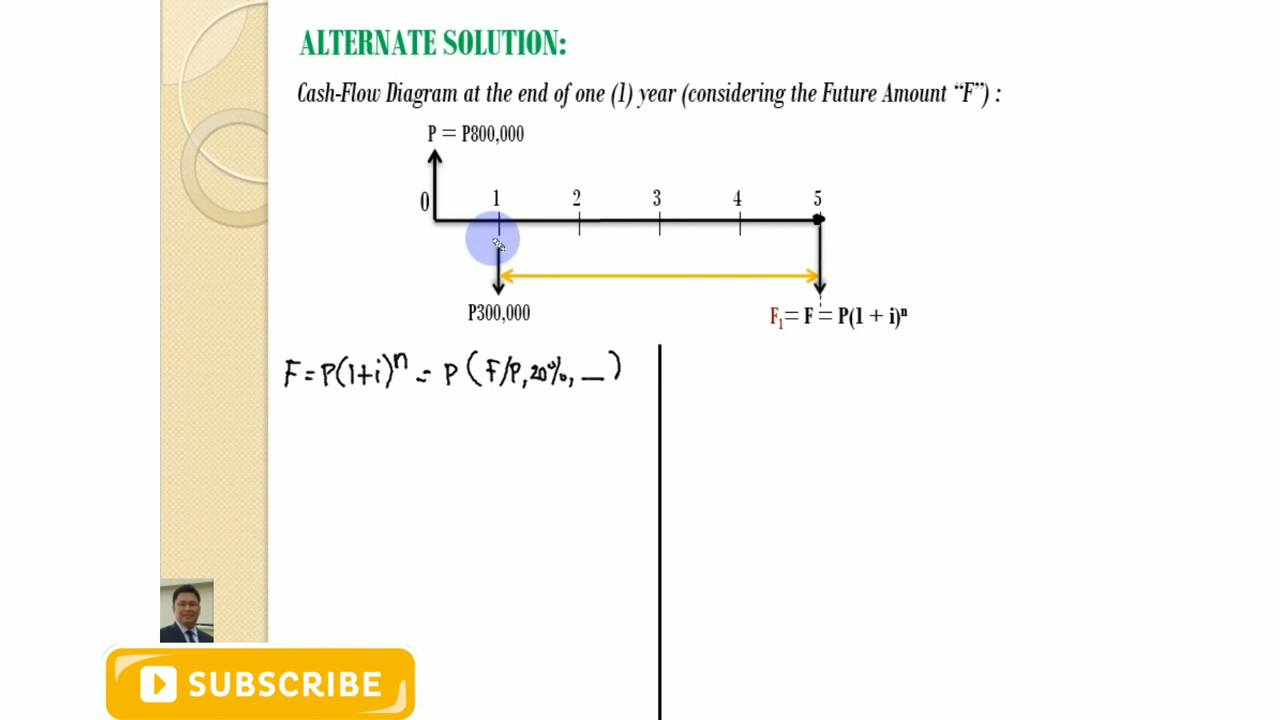 ALTERNATE SOLUTION:
Cash-Flow Diagram at the end of one (1) year (considering the Future Amount “F”) :
P = P800,000
0 1 2 3 4 5
P300,000
F₁= F = P(1 + i)ⁿ
F = P(1+i)ⁿ = P (F/P, 20%, __)
SUBSCRIBE